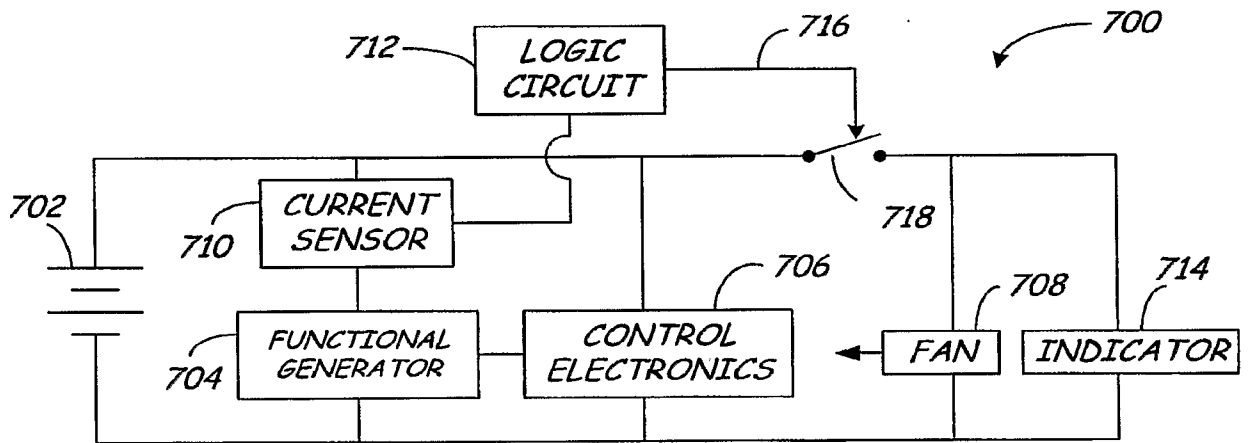 700
712
LOGIC
CIRCUIT
716
702
710
CURRENT
SENSOR
718
706
708
714
704
FUNCTIONAL
GENERATOR
CONTROL
ELECTRONICS
FAN
INDICATOR